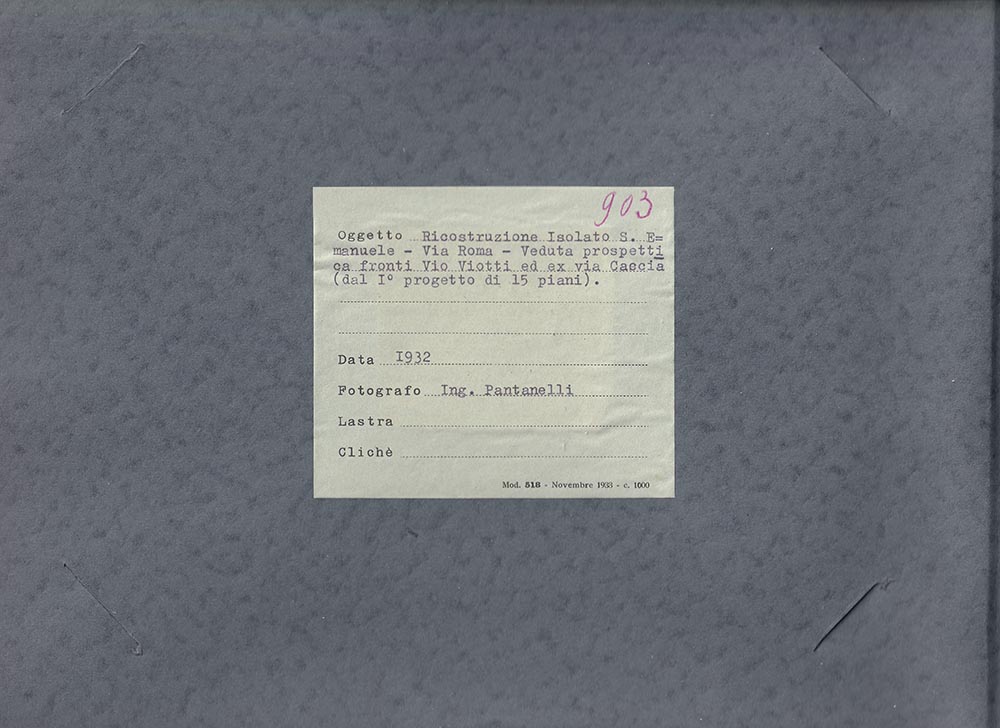 903
Oggetto Ricostruzione Isolato S. E=
manuele - Via Roma - Veduta prospetti
ca fronti Vio Viotti ed ex via Caccia
(dal I° progetto di 15 piani).
Data I932
Fotografo Ing. Pantanelli
Lastra
Clichè
Mod. 518 - Novembre 1933 - c. 1000